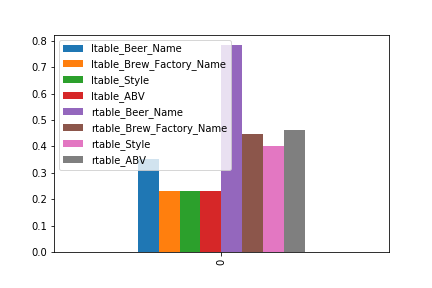 0.8
0.7
0.6
0.5
0.4
0.3
0.2
0.1
0.0
ltable_Beer_Name
ltable_Brew_Factory_Name
ltable_Style
ltable_ABV
rtable_Beer_Name
rtable_Brew_Factory_Name
rtable_Style
rtable_ABV
0